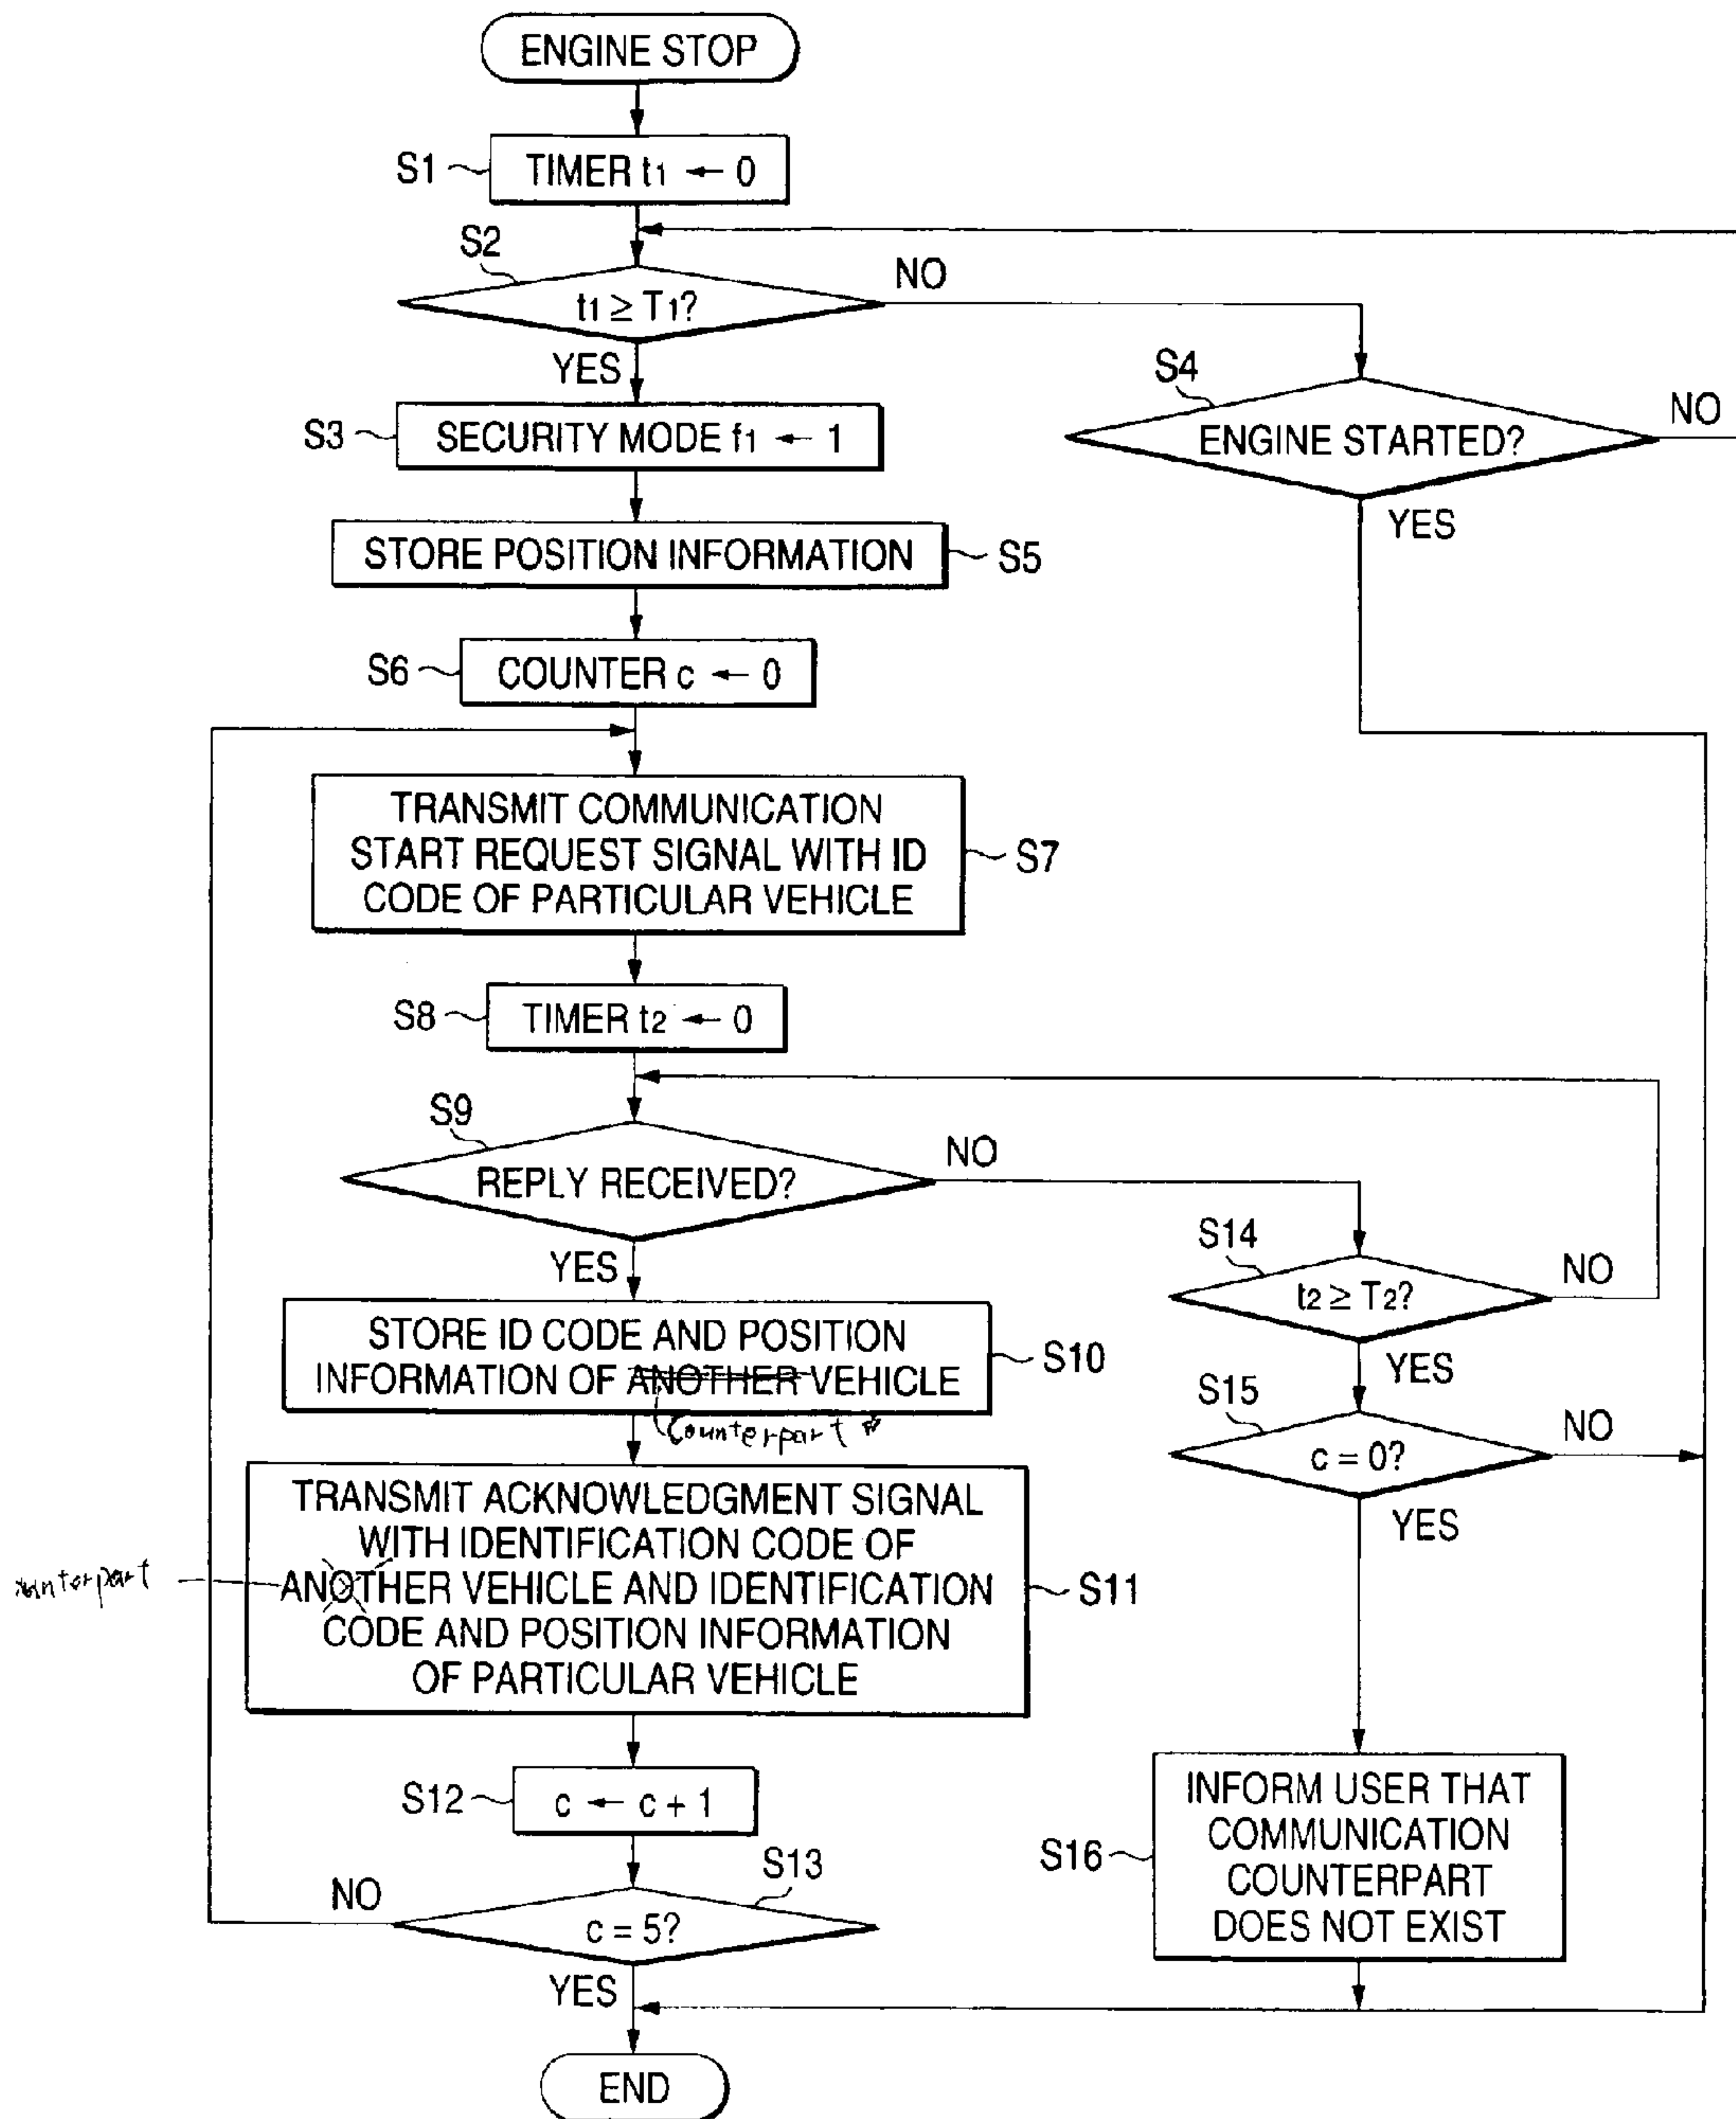 ENGINE STOP
S1
TIMER t1 ← 0
S2
t1 ≥ T1?
NO
YES
S4
ENGINE STARTED?
NO
YES
S3
SECURITY MODE f1 ← 1
STORE POSITION INFORMATION
S5
S6
COUNTER c ← 0
TRANSMIT COMMUNICATION
START REQUEST SIGNAL WITH ID
CODE OF PARTICULAR VEHICLE
S7
S8
TIMER t2 ← 0
S9
REPLY RECEIVED?
NO
YES
S14
t2 ≥ T2?
NO
YES
STORE ID CODE AND POSITION
INFORMATION OF ANOTHER VEHICLE
S10
Counterpart
S15
c = 0?
NO
YES
TRANSMIT ACKNOWLEDGMENT SIGNAL
WITH IDENTIFICATION CODE OF
ANOTHER VEHICLE AND IDENTIFICATION
CODE AND POSITION INFORMATION
OF PARTICULAR VEHICLE
S11
S12
c ← c + 1
S13
c = 5?
NO
YES
S16
INFORM USER THAT
COMMUNICATION
COUNTERPART
DOES NOT EXIST
END